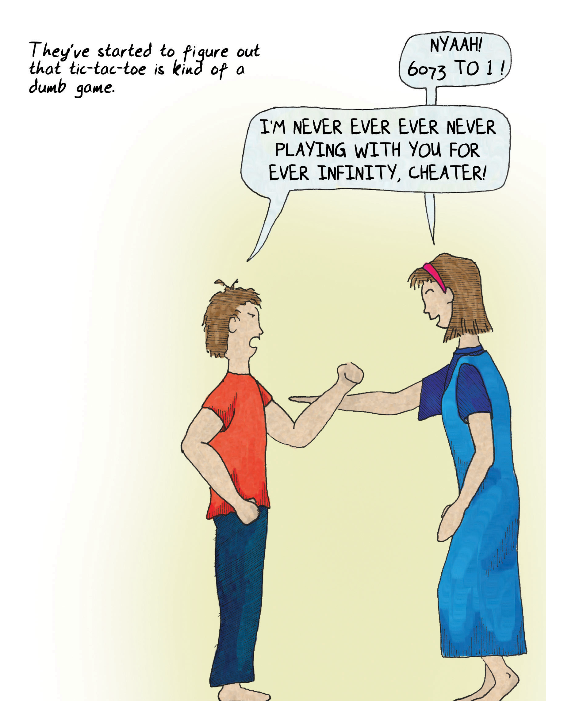 They've started to figure out
that tic-tac-toe is kind of a
dumb game.
NYAAH!
6073 TO 1 !
I'M NEVER EVER EVER NEVER
PLAYING WITH YOU FOR
EVER INFINITY, CHEATER!